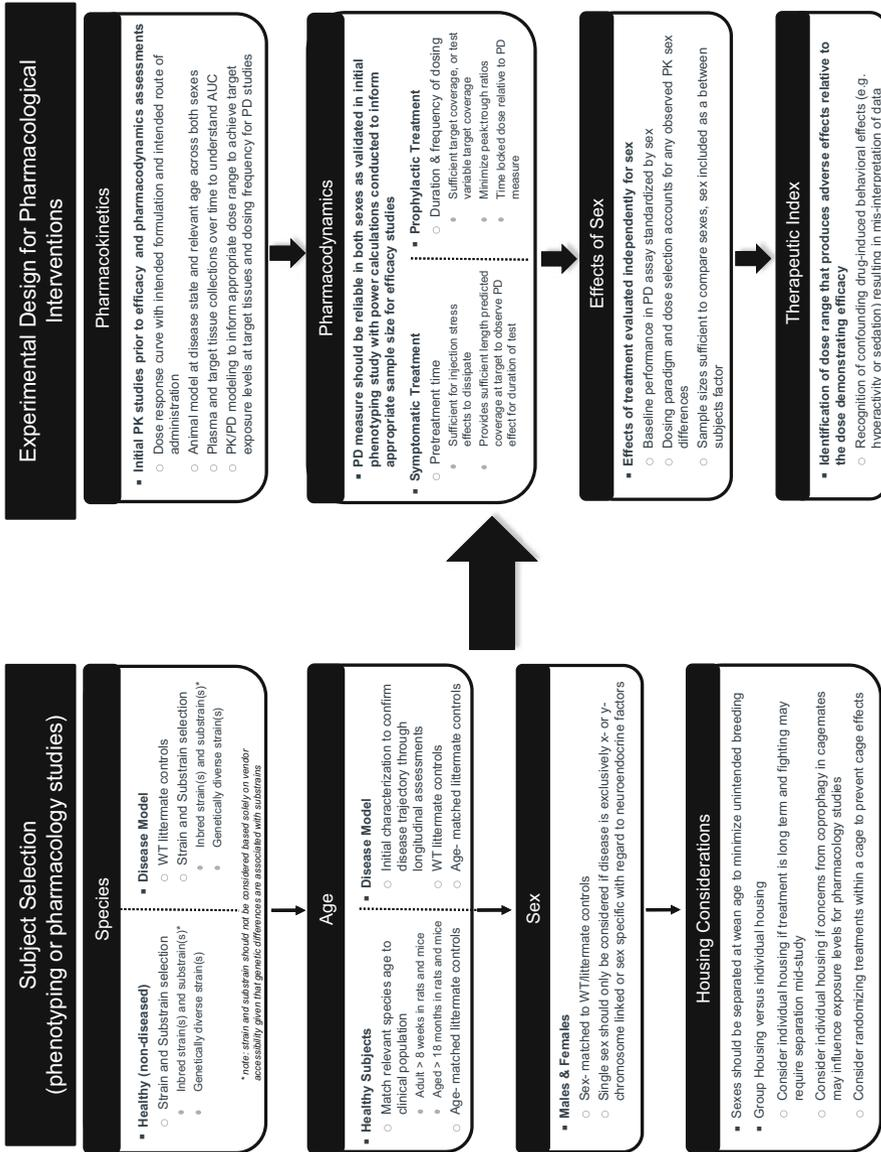 Subject Selection
(phenotyping or pharmacology studies)
Species
▪ Healthy (non-diseased)
○ Strain and Substrain selection
• Inbred strain(s) and substrain(s)*
• Genetically diverse strain(s)
▪ Disease Model
○ WT littermate controls
○ Strain and Substrain selection
• Inbred strain(s) and substrain(s)*
• Genetically diverse strain(s)
* note: strain and substrain should not be considered based solely on vendor
accessibility given that genetic differences are associated with substrains
Age
▪ Healthy Subjects
○ Match relevant species age to
clinical population
• Adult > 8 weeks in rats and mice
• Aged > 18 months in rats and mice
○ Age- matched littermate controls
▪ Disease Model
○ Initial characterization to confirm
disease trajectory through
longitudinal assessments
○ WT littermate controls
○ Age- matched littermate controls
Sex
▪ Males & Females
○ Sex- matched to WT/littermate controls
○ Single sex should only be considered if disease is exclusively x- or y-
chromosome linked or sex specific with regard to neuroendocrine factors
Housing Considerations
▪ Sexes should be separated at wean age to minimize unintended breeding
▪ Group Housing versus individual housing
○ Consider individual housing if treatment is long term and fighting may
require separation mid-study
○ Consider individual housing if concerns from coprophagy in cagemates
may influence exposure levels for pharmacology studies
○ Consider randomizing treatments within a cage to prevent cage effects
Experimental Design for Pharmacological
Interventions
Pharmacokinetics
▪ Initial PK studies prior to efficacy and pharmacodynamics assessments
○ Dose response curve with intended formulation and intended route of
administration
○ Animal model at disease state and relevant age across both sexes
○ Plasma and target tissue collections over time to understand AUC
○ PK/PD modeling to inform appropriate dose range to achieve target
exposure levels at target tissues and dosing frequency for PD studies
Pharmacodynamics
▪ PD measure should be reliable in both sexes as validated in initial
phenotyping study with power calculations conducted to inform
appropriate sample size for efficacy studies
▪ Symptomatic Treatment
○ Pretreatment time
• Sufficient for injection stress
effects to dissipate
• Provides sufficient length predicted
coverage at target to observe PD
effect for duration of test
▪ Prophylactic Treatment
○ Duration & frequency of dosing
• Sufficient target coverage, or test
variable target coverage
• Minimize peak:trough ratios
• Time locked dose relative to PD
measure
Effects of Sex
▪ Effects of treatment evaluated independently for sex
○ Baseline performance in PD assay standardized by sex
○ Dosing paradigm and dose selection accounts for any observed PK sex
differences
○ Sample sizes sufficient to compare sexes, sex included as a between
subjects factor
Therapeutic Index
▪ Identification of dose range that produces adverse effects relative to
the dose demonstrating efficacy
○ Recognition of confounding drug-induced behavioral effects (e.g.
hyperactivity or sedation) resulting in mis-interpretation of data